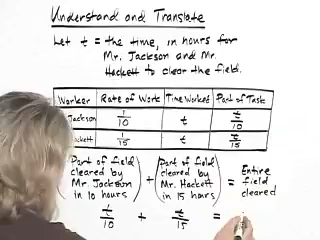 Understand and Translate
Let t = the time, in hours for
Mr. Jackson and Mr.
Hackett to clear the field.
Worker Rate of Work Time Worked Part of Task
Jackson 1/10 t t/10
ckett 1/15 t t/15
(Part of field cleared by Mr. Jackson in 10 hours) + (Part of field cleared by Mr. Hackett in 15 hours) = Entire field cleared
t/10 + t/15 =